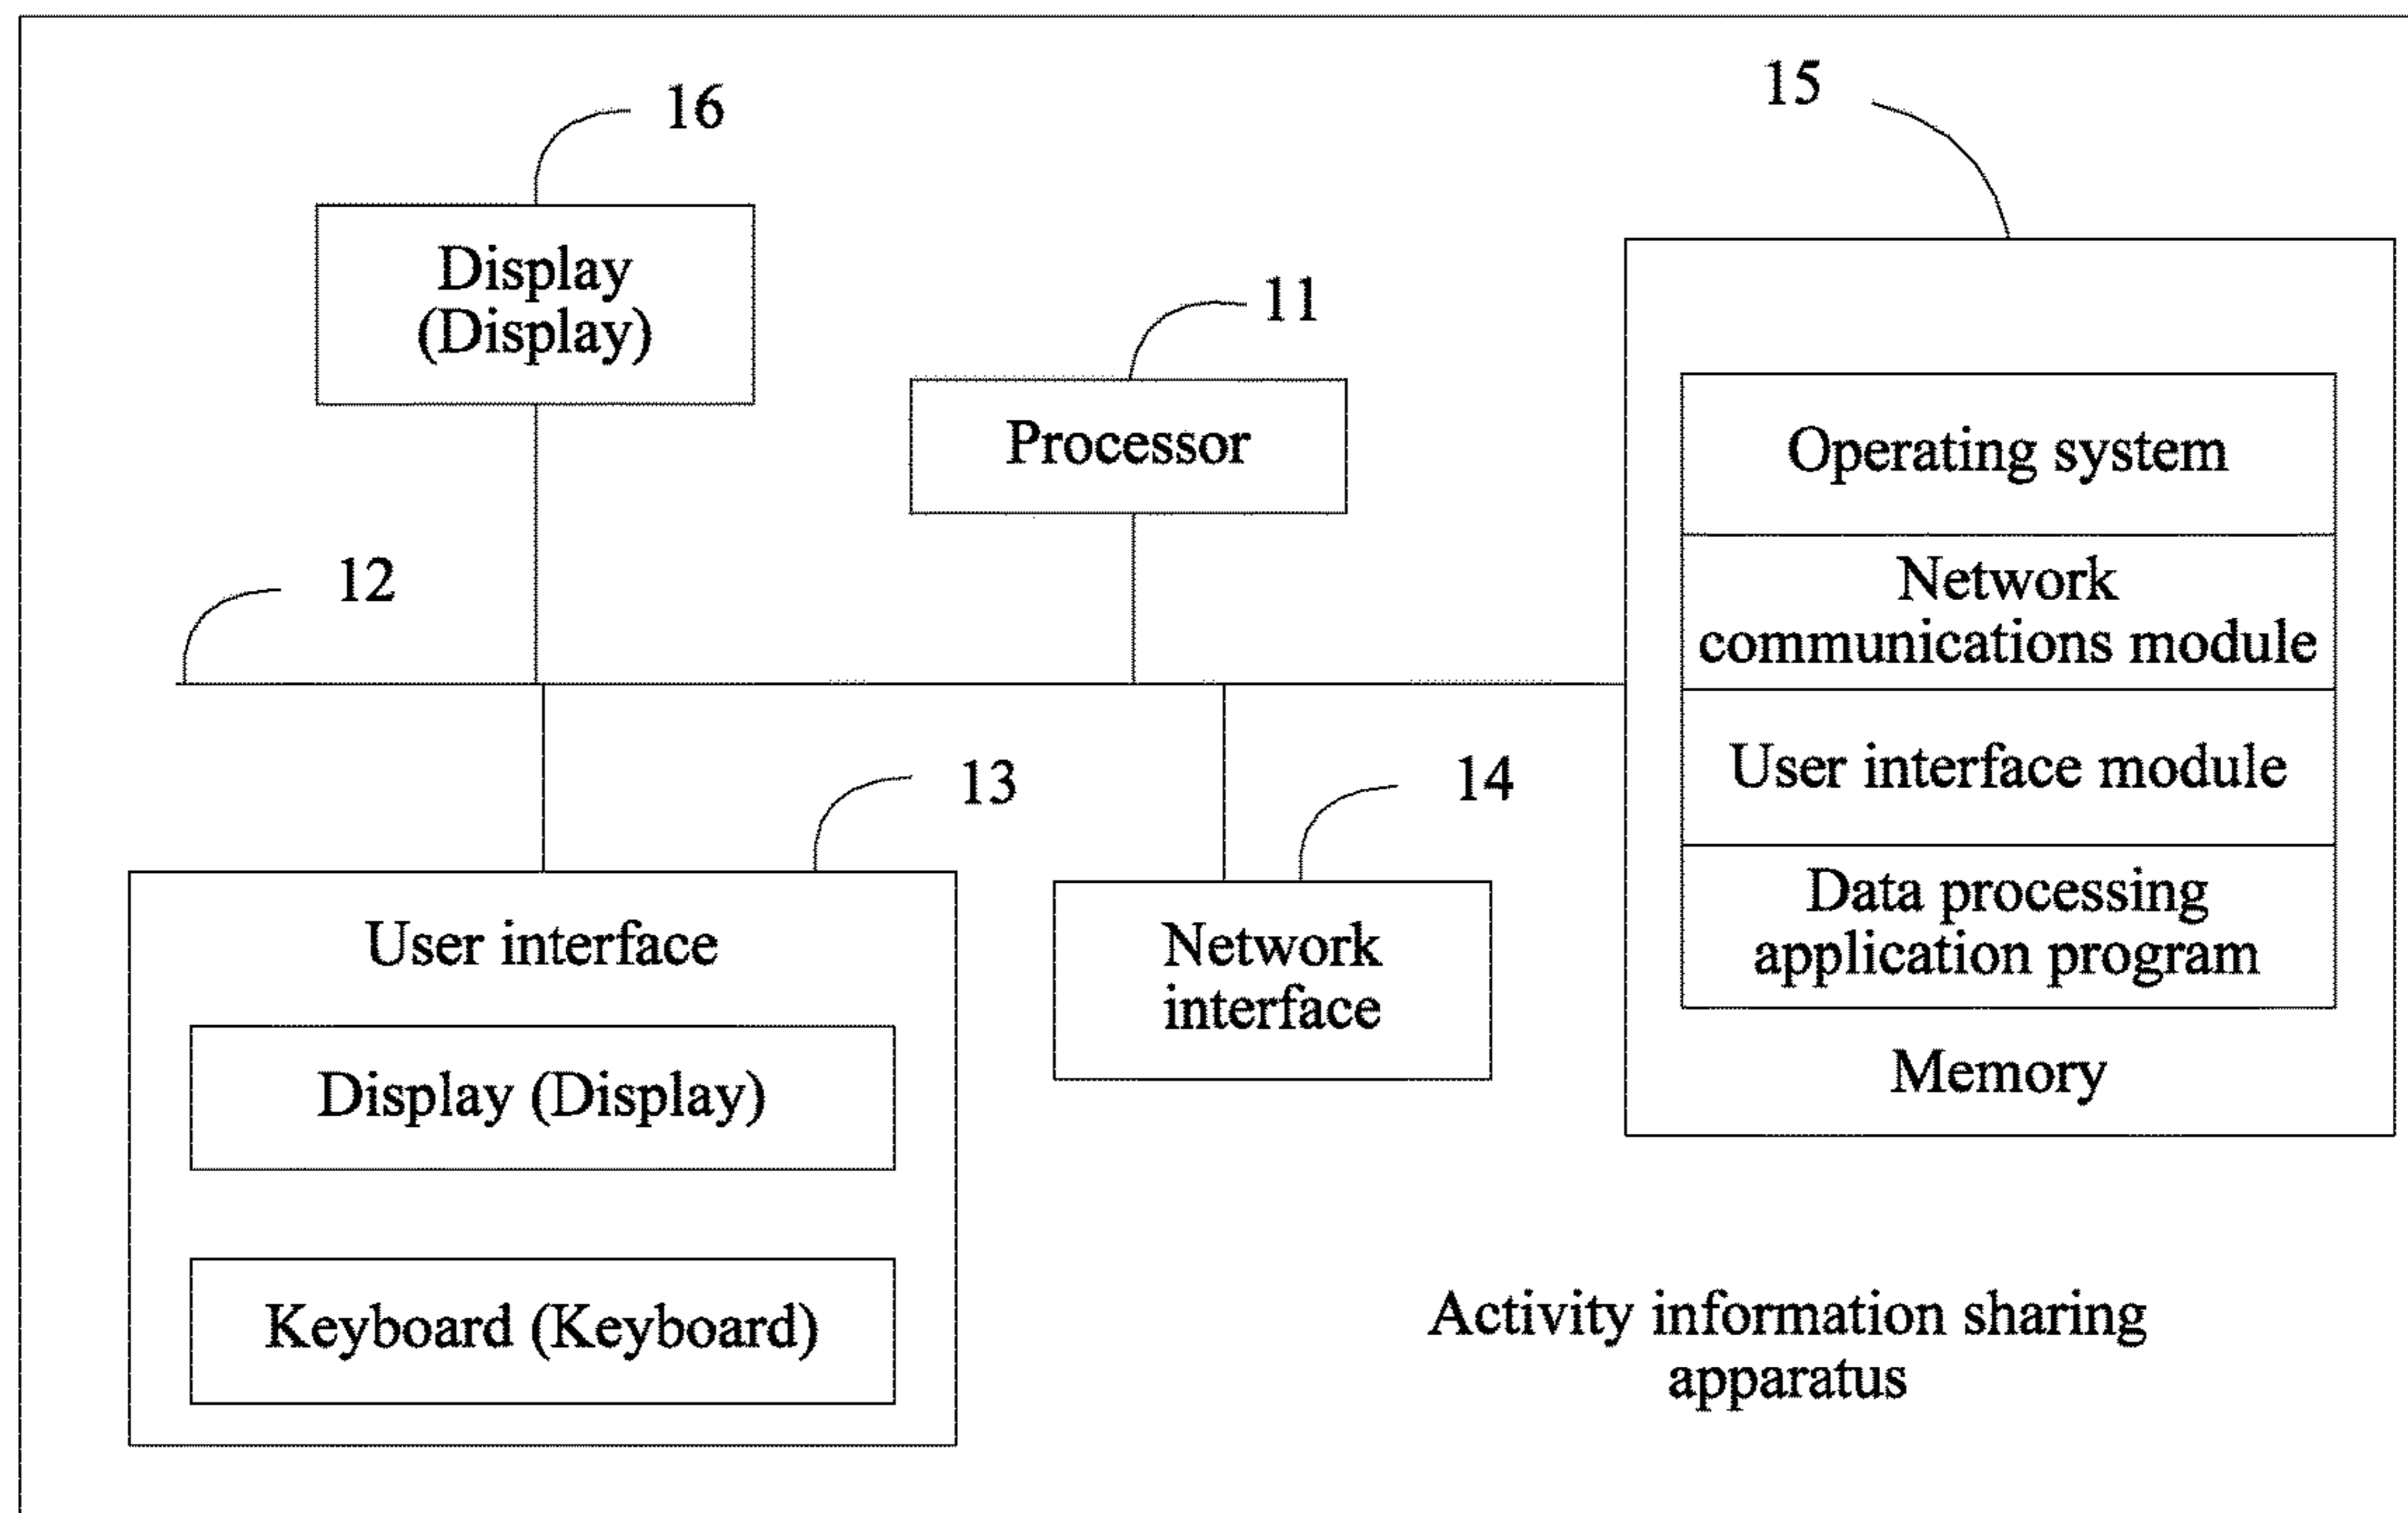 16
15
Display
(Display)
11
Processor
Operating system
12
Network
communications module
User interface module
13
14
Data processing
application program
User interface
Network
interface
Memory
Display (Display)
Keyboard (Keyboard)
Activity information sharing
apparatus